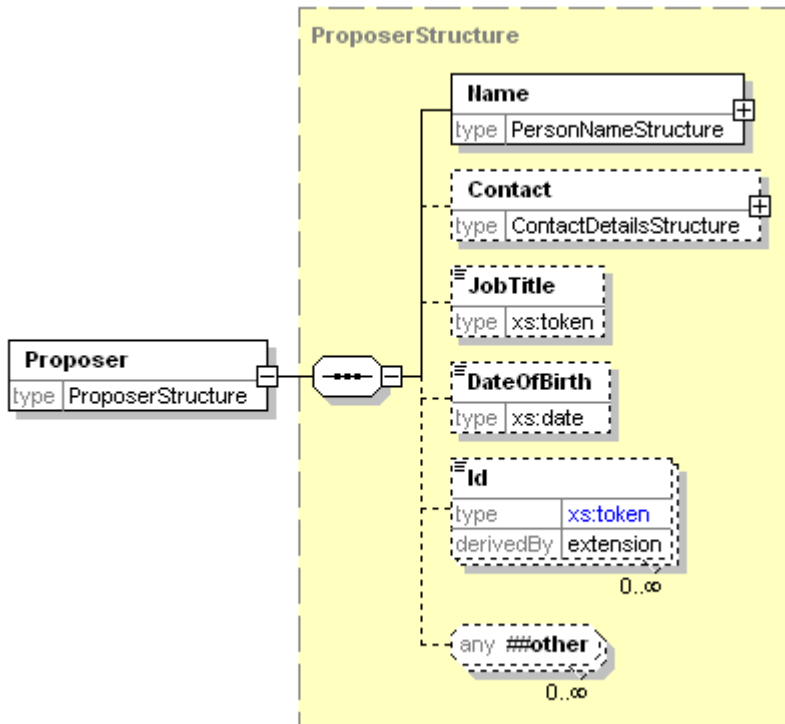 ProposerStructure
Name
type PersonNameStructure
Contact
type ContactDetailsStructure
JobTitle
type xs:token
Proposer
type ProposerStructure
DateOfBirth
type xs:date
Id
type xs:token
derivedBy extension
0..∞
any ##other
0..∞